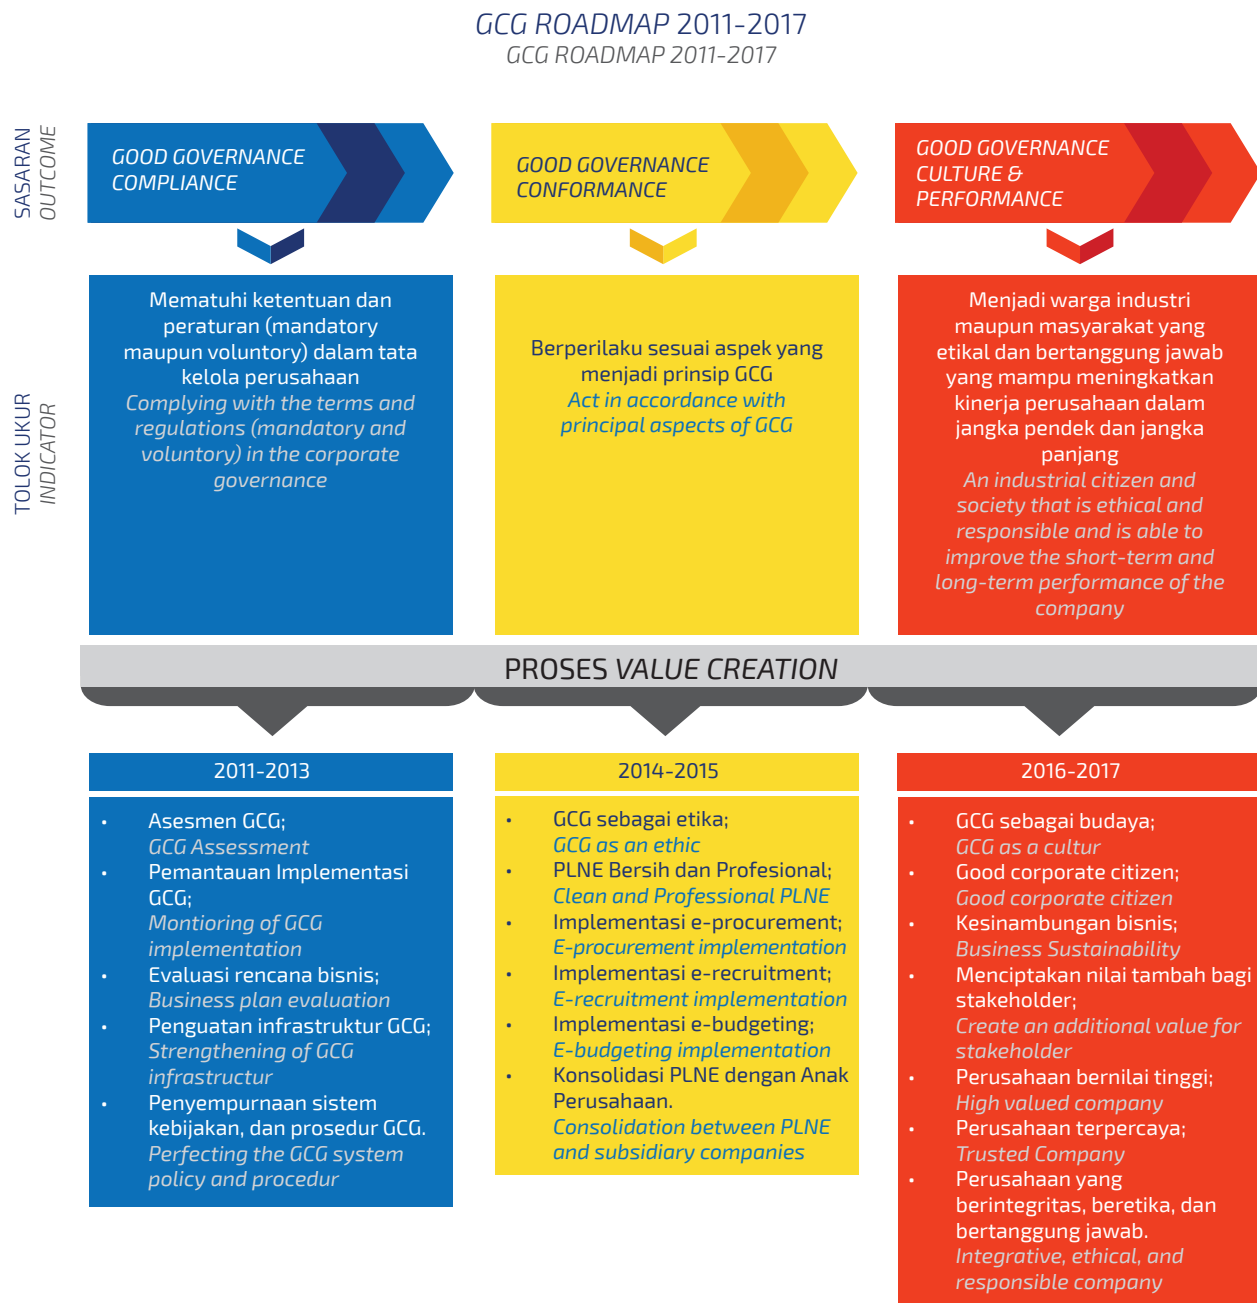 GCG ROADMAP 2011-2017
GCG ROADMAP 2011-2017
SASARAN
OUTCOME
GOOD GOVERNANCE
COMPLIANCE
GOOD GOVERNANCE
CONFORMANCE
GOOD GOVERNANCE
CULTURE &
PERFORMANCE
TOLOK UKUR
INDICATOR
Mematuhi ketentuan dan
peraturan (mandatory
maupun voluntory) dalam tata
kelola perusahaan
Complying with the terms and
regulations (mandatory and
voluntory) in the corporate
governance
Berperilaku sesuai aspek yang
menjadi prinsip GCG
Act in accordance with
principal aspects of GCG
Menjadi warga industri
maupun masyarakat yang
etikal dan bertanggung jawab
yang mampu meningkatkan
kinerja perusahaan dalam
jangka pendek dan jangka
panjang
An industrial citizen and
society that is ethical and
responsible and is able to
improve the short-term and
long-term performance of the
company
PROSES VALUE CREATION
2011-2013
• Asesmen GCG;
GCG Assessment
• Pemantauan Implementasi
GCG;
Montioring of GCG
implementation
• Evaluasi rencana bisnis;
Business plan evaluation
• Penguatan infrastruktur GCG;
Strengthening of GCG
infrastructur
• Penyempurnaan sistem
kebijakan, dan prosedur GCG.
Perfecting the GCG system
policy and procedur
2014-2015
• GCG sebagai etika;
GCG as an ethic
• PLNE Bersih dan Profesional;
Clean and Professional PLNE
• Implementasi e-procurement;
E-procurement implementation
• Implementasi e-recruitment;
E-recruitment implementation
• Implementasi e-budgeting;
E-budgeting implementation
• Konsolidasi PLNE dengan Anak
Perusahaan.
Consolidation between PLNE
and subsidiary companies
2016-2017
• GCG sebagai budaya;
GCG as a cultur
• Good corporate citizen;
Good corporate citizen
• Kesinambungan bisnis;
Business Sustainability
• Menciptakan nilai tambah bagi
stakeholder;
Create an additional value for
stakeholder
• Perusahaan bernilai tinggi;
High valued company
• Perusahaan terpercaya;
Trusted Company
• Perusahaan yang
berintegritas, beretika, dan
bertanggung jawab.
Integrative, ethical, and
responsible company